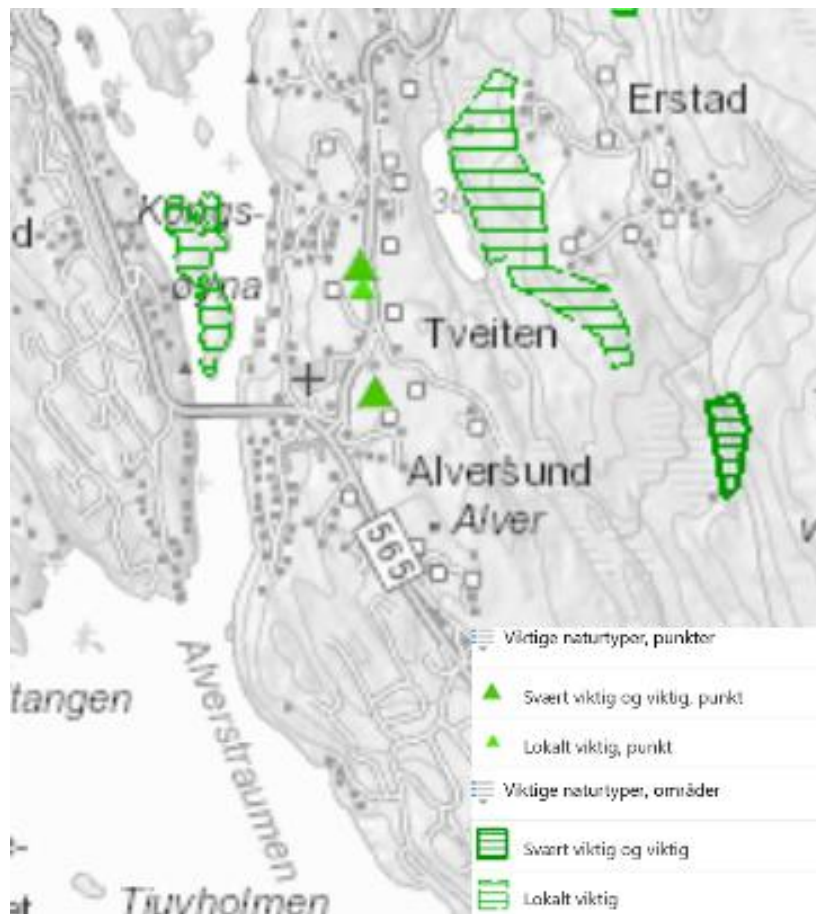 Erstad
d
Kongs-
øyna
Tveiten
Alversund
Alver
565
Viktige naturtyper, punkter
tangen
Svært viktig og viktig, punkt
Alverstraumen
Lokalt viktig, punkt
Viktige naturtyper, områder
Svært viktig og viktig
Tjuvholmen
Lokalt viktig